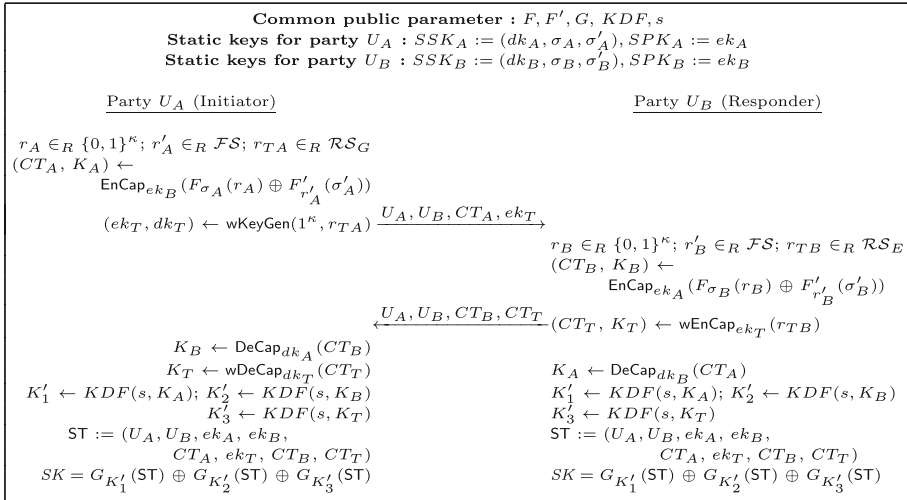 Common public parameter : F, F′, G, KDF, s
Static keys for party U_A : SSK_A := (dk_A, σ_A, σ′_A), SPK_A := ek_A
Static keys for party U_B : SSK_B := (dk_B, σ_B, σ′_B), SPK_B := ek_B
Party U_A (Initiator)
Party U_B (Responder)
r_A ∈_R {0, 1}^κ; r′_A ∈_R FS; r_TA ∈_R RS_G
(CT_A, K_A) ←
EnCap_{ek_B}(F_{σ_A}(r_A) ⊕ F′_{r′_A}(σ′_A))
(ek_T, dk_T) ← wKeyGen(1^κ, r_TA)
U_A, U_B, CT_A, ek_T
r_B ∈_R {0, 1}^κ; r′_B ∈_R FS; r_TB ∈_R RS_E
(CT_B, K_B) ←
EnCap_{ek_A}(F_{σ_B}(r_B) ⊕ F′_{r′_B}(σ′_B))
U_A, U_B, CT_B, CT_T
(CT_T, K_T) ← wEnCap_{ek_T}(r_TB)
K_B ← DeCap_{dk_A}(CT_B)
K_T ← wDeCap_{dk_T}(CT_T)
K′_1 ← KDF(s, K_A); K′_2 ← KDF(s, K_B)
K′_3 ← KDF(s, K_T)
ST := (U_A, U_B, ek_A, ek_B,
CT_A, ek_T, CT_B, CT_T)
SK = G_{K′_1}(ST) ⊕ G_{K′_2}(ST) ⊕ G_{K′_3}(ST)
K_A ← DeCap_{dk_B}(CT_A)
K′_1 ← KDF(s, K_A); K′_2 ← KDF(s, K_B)
K′_3 ← KDF(s, K_T)
ST := (U_A, U_B, ek_A, ek_B,
CT_A, ek_T, CT_B, CT_T)
SK = G_{K′_1}(ST) ⊕ G_{K′_2}(ST) ⊕ G_{K′_3}(ST)